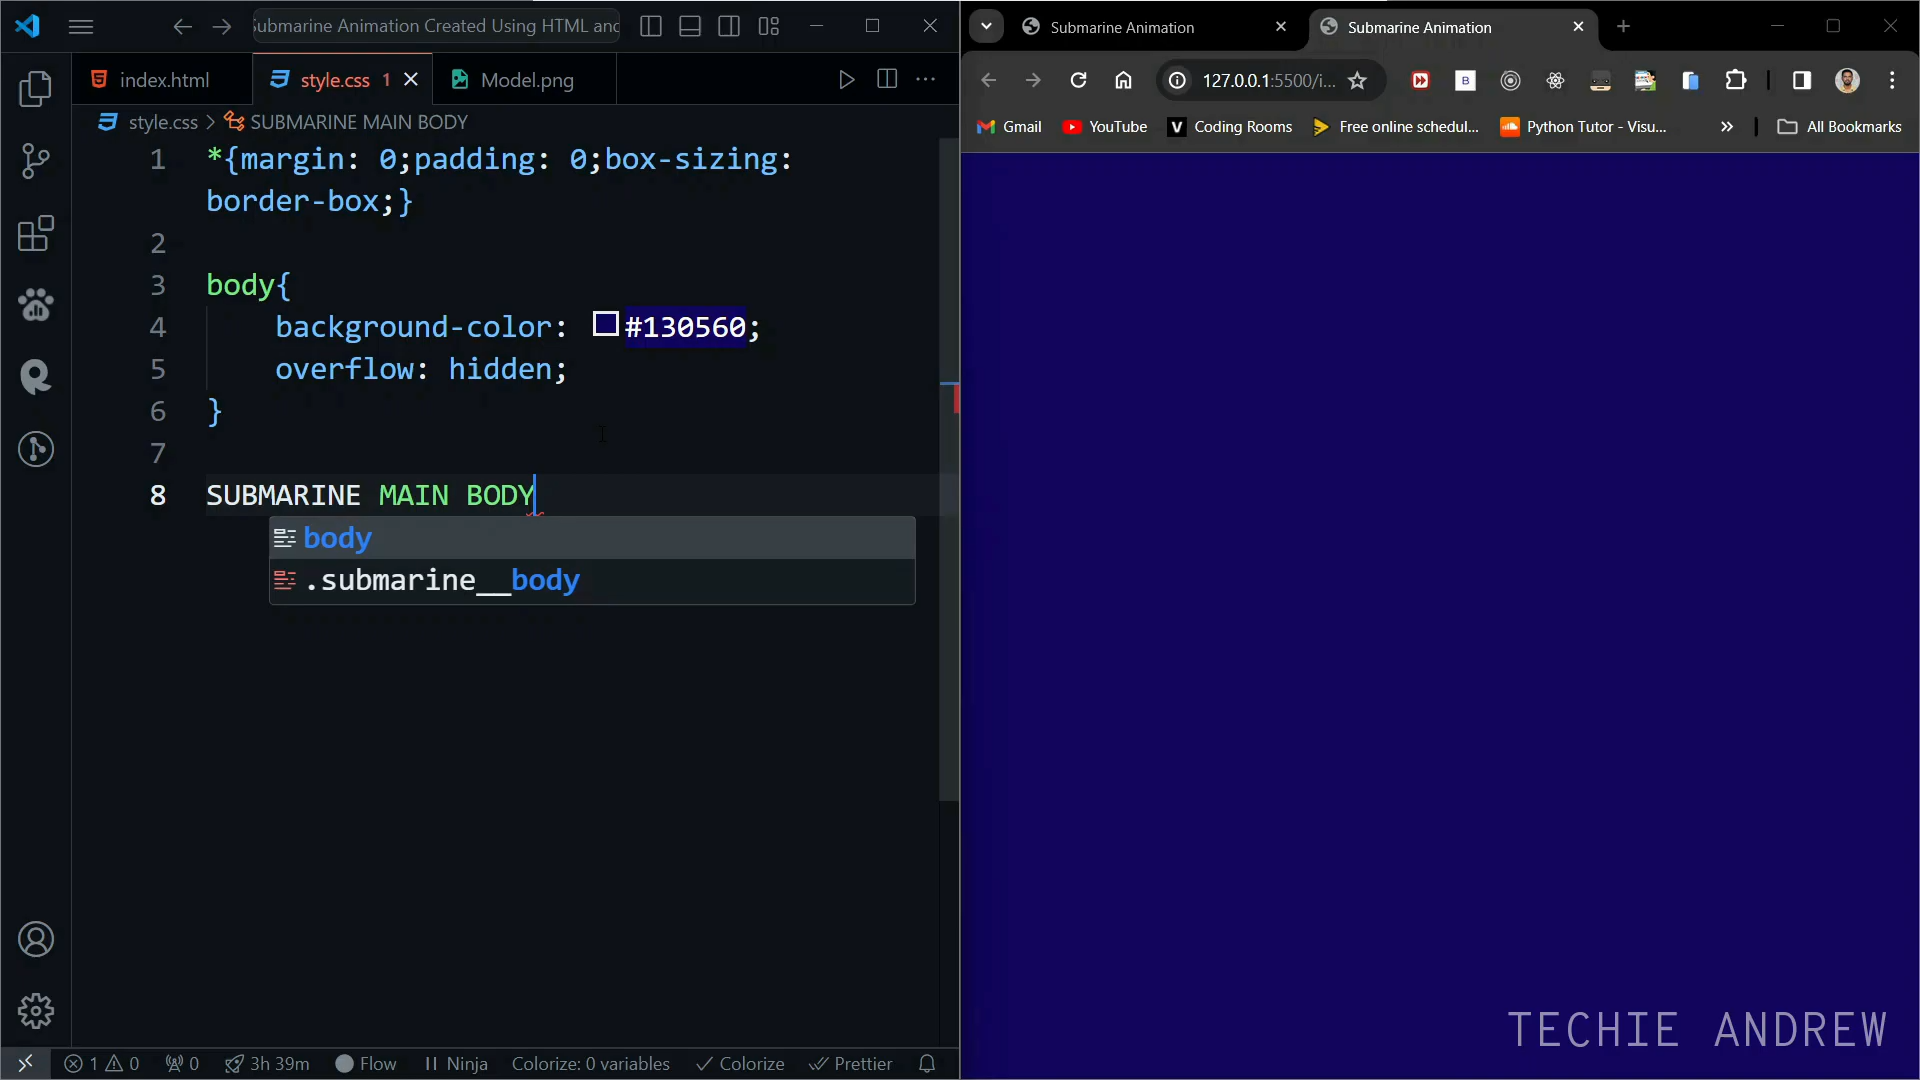 ubmarine Animation Created Using HTML and
index.html
style.css 1
Model.png
style.css > SUBMARINE MAIN BODY
1 *{margin: 0;padding: 0;box-sizing:
border-box;}
2
3 body{
4 background-color: #130560;
5 overflow: hidden;
6 }
7
8 SUBMARINE MAIN BODY
body
.submarine__body
1 0 0 3h 39m Flow Ninja Colorize: 0 variables Colorize Prettier
Submarine Animation
Submarine Animation
127.0.0.1:5500/i...
B
Gmail YouTube V Coding Rooms Free online schedul... Python Tutor - Visu... » All Bookmarks
TECHIE ANDREW